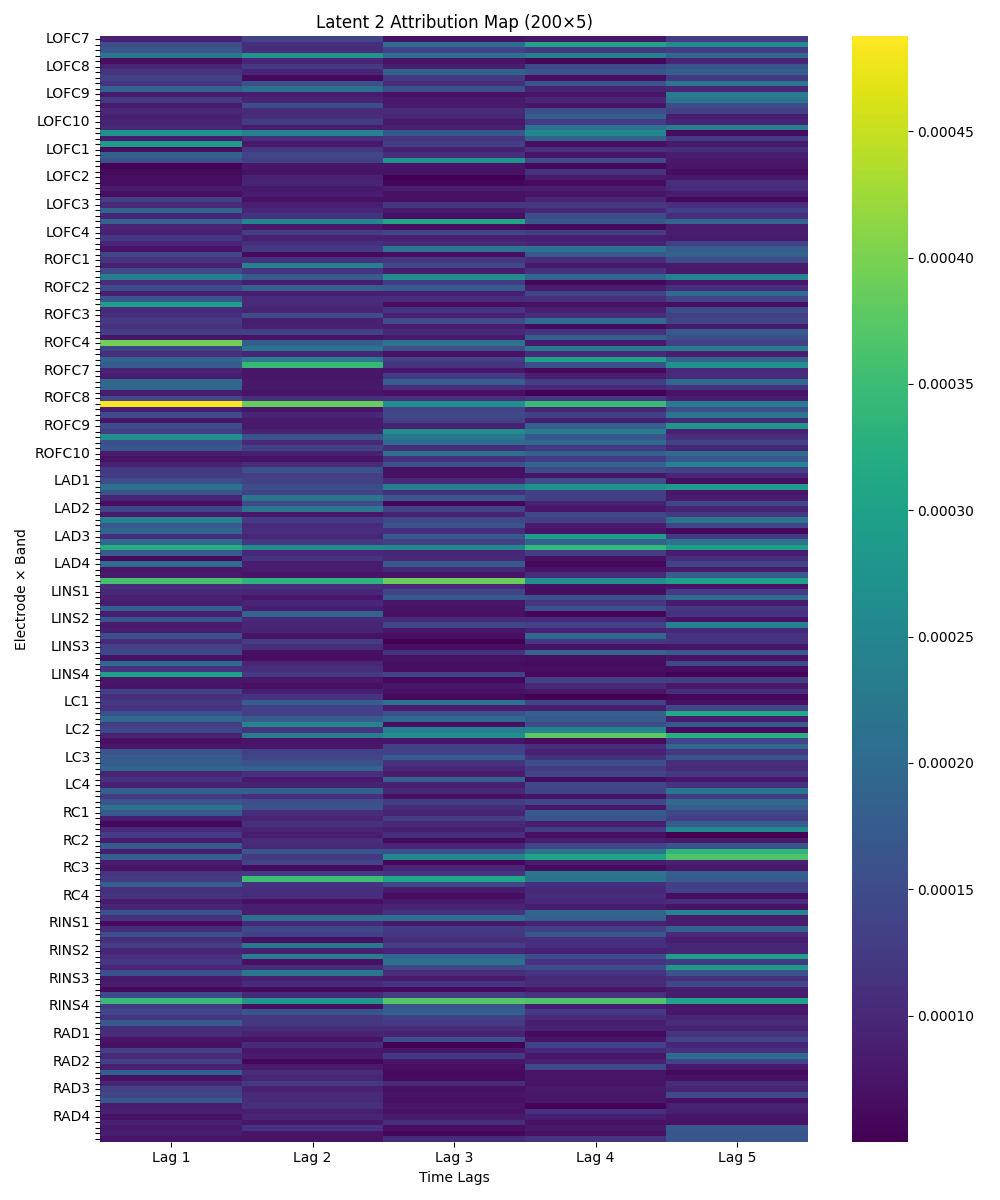 Latent 2 Attribution Map (200×5)
LOFC7
LOFC8
LOFC9
LOFC10
LOFC1
LOFC2
LOFC3
LOFC4
ROFC1
ROFC2
ROFC3
ROFC4
ROFC7
ROFC8
ROFC9
ROFC10
LAD1
LAD2
LAD3
LAD4
LINS1
LINS2
LINS3
LINS4
LC1
LC2
LC3
LC4
RC1
RC2
RC3
RC4
RINS1
RINS2
RINS3
RINS4
RAD1
RAD2
RAD3
RAD4
Electrode × Band
Lag 1 Lag 2 Lag 3 Lag 4 Lag 5
Time Lags
0.00045
0.00040
0.00035
0.00030
0.00025
0.00020
0.00015
0.00010